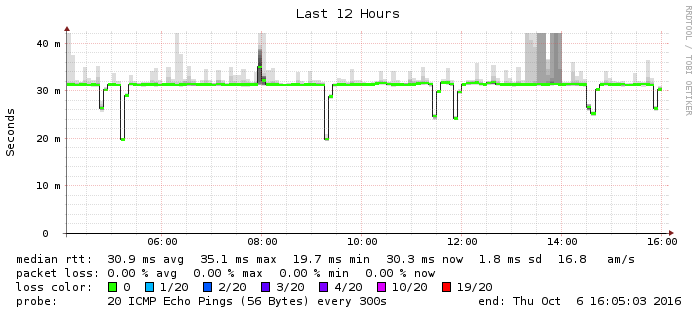 Last 12 Hours
RRDTOOL / TOBI OETIKER
Seconds
40 m
30 m
20 m
10 m
0
06:00 08:00 10:00 12:00 14:00 16:00
median rtt: 30.9 ms avg 35.1 ms max 19.7 ms min 30.3 ms now 1.8 ms sd 16.8 am/s
packet loss: 0.00 % avg 0.00 % max 0.00 % min 0.00 % now
loss color: 0 1/20 2/20 3/20 4/20 10/20 19/20
probe: 20 ICMP Echo Pings (56 Bytes) every 300s end: Thu Oct 6 16:05:03 2016